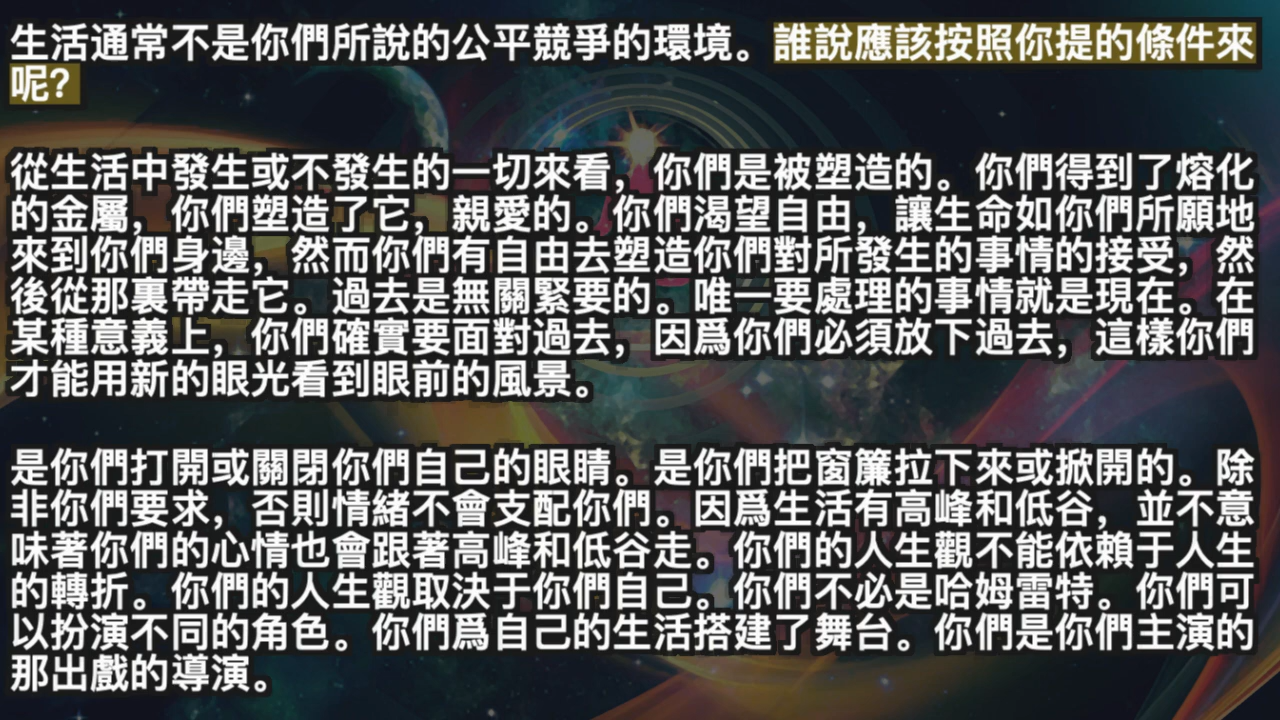 生活通常不是你們所說的公平競爭的環境。誰說應該按照你提的條件來
呢？
從生活中發生或不發生的一切來看，你們是被塑造的。你們得到了熔化
的金屬，你們塑造了它，親愛的。你們渴望自由，讓生命如你們所願地
來到你們身邊，然而你們有自由去塑造你們對所發生的事情的接受，然
後從那裏帶走它。過去是無關緊要的。唯一要處理的事情就是現在。在
某種意義上，你們確實要面對過去，因爲你們必須放下過去，這樣你們
才能用新的眼光看到眼前的風景。
是你們打開或關閉你們自己的眼睛。是你們把窗簾拉下來或掀開的。除
非你們要求，否則情緒不會支配你們。因爲生活有高峰和低谷，並不意
味著你們的心情也會跟著高峰和低谷走。你們的人生觀不能依賴于人生
的轉折。你們的人生觀取決于你們自己。你們不必是哈姆雷特。你們可
以扮演不同的角色。你們爲自己的生活搭建了舞台。你們是你們主演的
那出戲的導演。